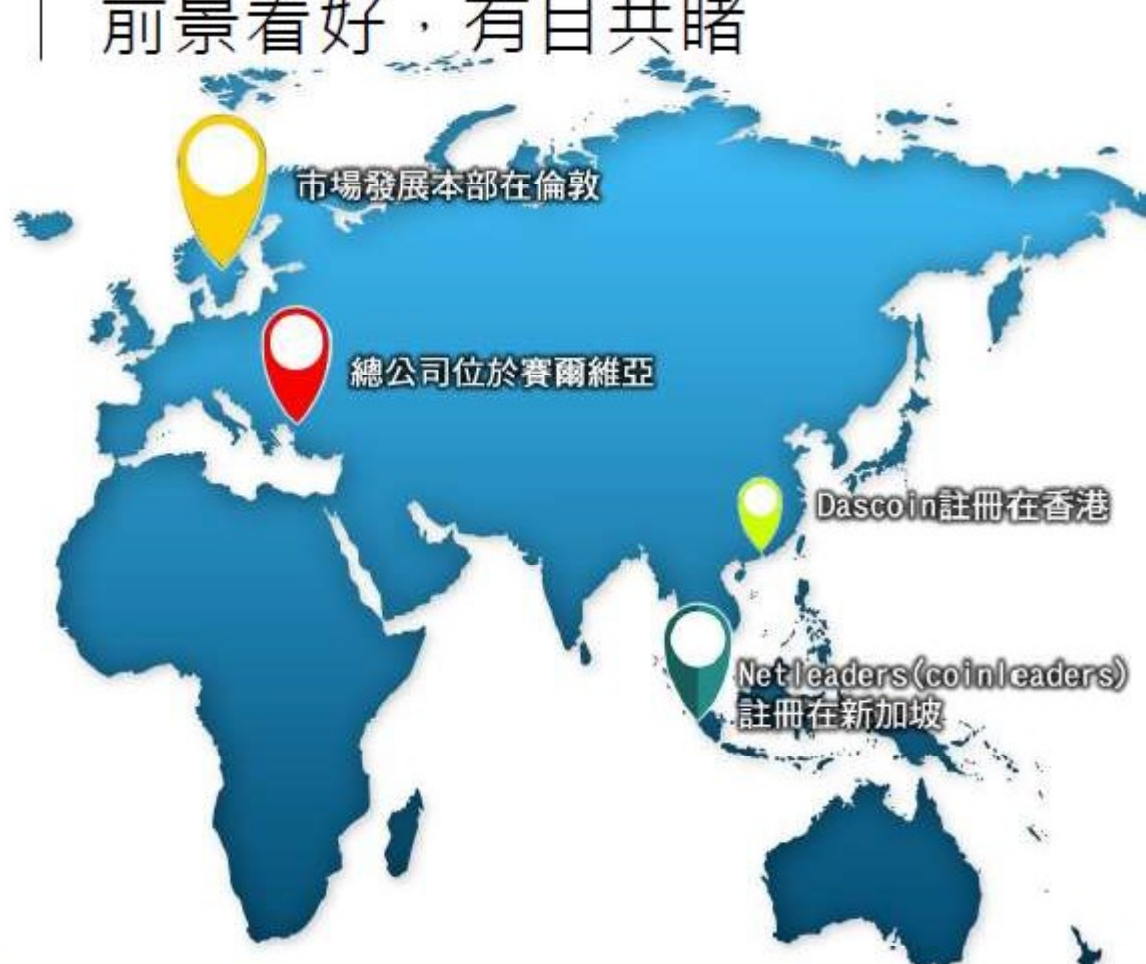 前景看好，有目共睹
市場發展本部在倫敦
總公司位於賽爾維亞
Dascoin註冊在香港
Netleaders(coinleaders)
註冊在新加坡